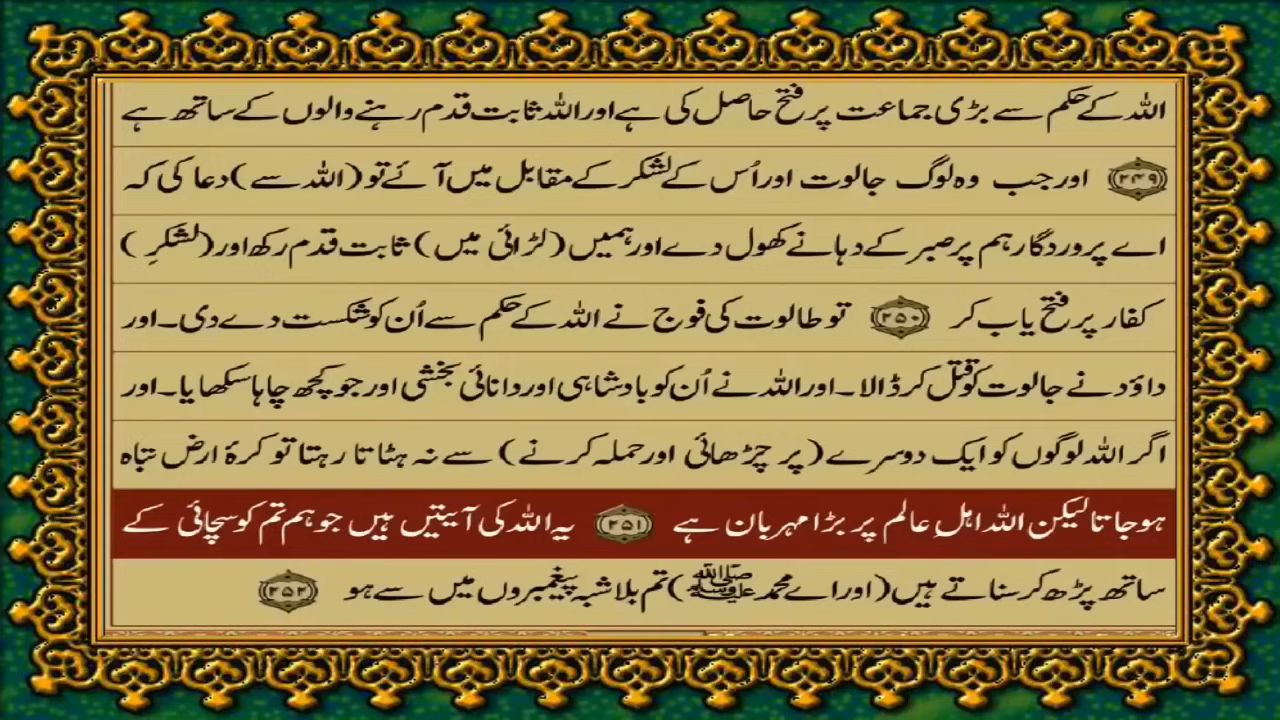 اللہ کے حکم سے بڑی جماعت پر فتح حاصل کی ہے اور اللہ ثابت قدم رہنے والوں کے ساتھ ہے
۲۴۹ اور جب وہ لوگ جالوت اور اُس کے لشکر کے مقابل میں آئے تو (اللہ سے) دعا کی کہ
اے پروردگار ہم پر صبر کے دہانے کھول دے اور ہمیں (لڑائی میں) ثابت قدم رکھ اور (لشکرِ)
کفار پر فتح یاب کر ۲۵۰ تو طالوت کی فوج نے اللہ کے حکم سے اُن کو شکست دے دی۔ اور
داؤد نے جالوت کو قتل کر ڈالا۔ اور اللہ نے اُن کو بادشاہی اور دانائی بخشی اور جو کچھ چاہا سکھایا۔ اور
اگر اللہ لوگوں کو ایک دوسرے (پر چڑھائی اور حملہ کرنے) سے نہ ہٹاتا رہتا تو کرۂ ارض تباہ
ہوجاتا لیکن اللہ اہلِ عالم پر بڑا مہربان ہے ۲۵۱ یہ اللہ کی آیتیں ہیں جو ہم تم کو سچائی کے
ساتھ پڑھ کر سناتے ہیں (اور اے محمد ﷺ) تم بلاشبہ پیغمبروں میں سے ہو ۲۵۲